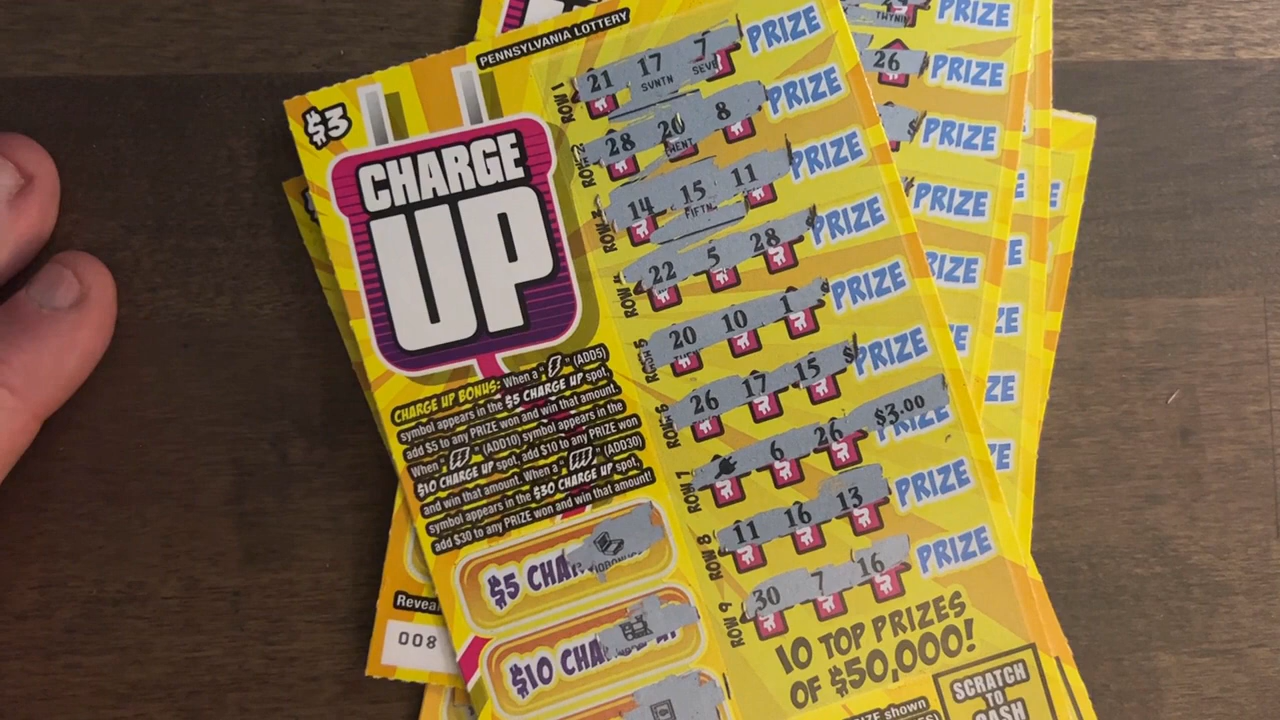 PENNSYLVANIA LOTTERY
$3
CHARGE
UP
CHARGE UP BONUS: When a " " (ADD5)
symbol appears in the $5 CHARGE UP spot,
add $5 to any PRIZE won and win that amount.
When " " (ADD10) symbol appears in the
$10 CHARGE UP spot, add $10 to any PRIZE won
and win that amount. When a " " (ADD30)
symbol appears in the $30 CHARGE UP spot,
add $30 to any PRIZE won and win that amount!
$5
NOBONUS
$10
008
ROW 1 21 17 7 PRIZE
SVNTN
ROW 2 28 20 8 PRIZE
ROW 14 15 11 PRIZE
FIFTN
ROW 22 5 28 PRIZE
20 10 1 PRIZE
ROW 6 26 17 15 $ PRIZE
ROW 7 6 26 $3.00
ROW 8 11 16 13 PRIZE
ROW 9 30 7 16 PRIZE
10 TOP PRIZES
OF $50,000!
SCRATCH
TO
CASH
PRIZE shown
PRIZE
26 PRIZE
$ PRIZE
PRIZE